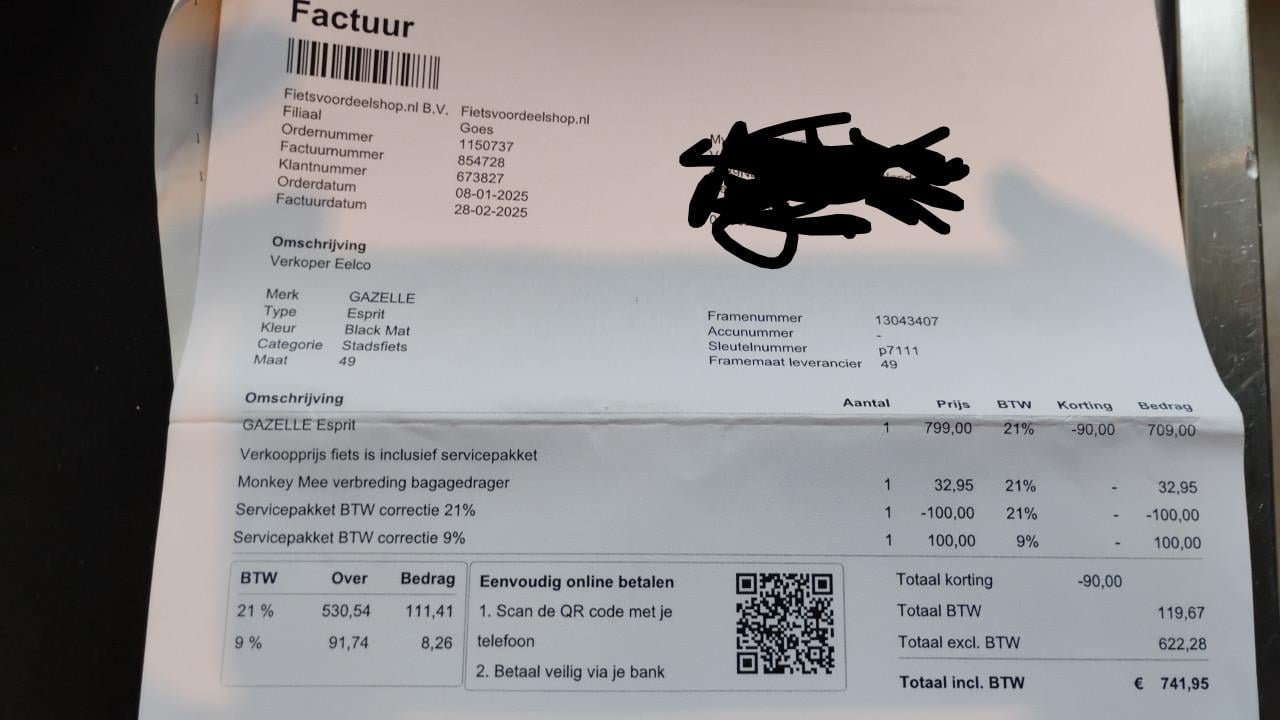 Factuur
Fietsvoordeelshop.nl B.V. Fietsvoordeelshop.nl
Filiaal Goes
Ordernummer 1150737
Factuurnummer 854728
Klantnummer 673827
Orderdatum 08-01-2025
Factuurdatum 28-02-2025
Omschrijving
Verkoper Eelco
Merk GAZELLE
Type Esprit
Kleur Black Mat
Categorie Stadsfiets
Maat 49
Framenummer 13043407
Accunummer -
Sleutelnummer p7111
Framemaat leverancier 49
Omschrijving Aantal Prijs BTW Korting Bedrag
GAZELLE Esprit 1 799,00 21% -90,00 709,00
Verkoopprijs fiets is inclusief servicepakket
Monkey Mee verbreding bagagedrager 1 32,95 21% - 32,95
Servicepakket BTW correctie 21% 1 -100,00 21% - -100,00
Servicepakket BTW correctie 9% 1 100,00 9% - 100,00
BTW Over Bedrag
21 % 530,54 111,41
9 % 91,74 8,26
Eenvoudig online betalen
1. Scan de QR code met je
telefoon
2. Betaal veilig via je bank
Totaal korting -90,00
Totaal BTW 119,67
Totaal excl. BTW 622,28
Totaal incl. BTW € 741,95